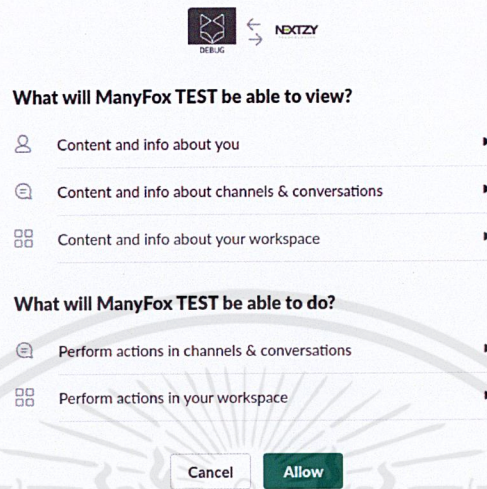 DEBUG
NEXTZY
What will ManyFox TEST be able to view?
Content and info about you
Content and info about channels & conversations
Content and info about your workspace
What will ManyFox TEST be able to do?
Perform actions in channels & conversations
Perform actions in your workspace
Cancel
Allow